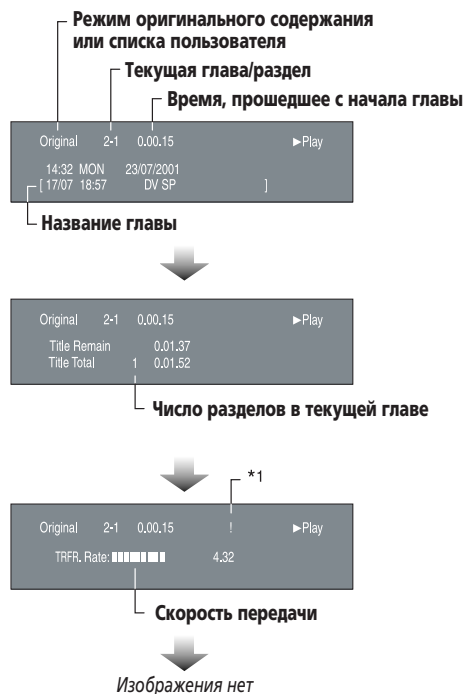 Режим оригинального содержания
или списка пользователя
Текущая глава/раздел
Время, прошедшее с начала главы
Original 2-1 0.00.15 ►Play
14:32 MON 23/07/2001
[ 17/07 18:57 DV SP ]
Название главы
Original 2-1 0.00.15 ►Play
Title Remain 0.01.37
Title Total 1 0.01.52
Число разделов в текущей главе
*1
Original 2-1 0.00.15 ! ►Play
TRFR. Rate: 4.32
Скорость передачи
Изображения нет